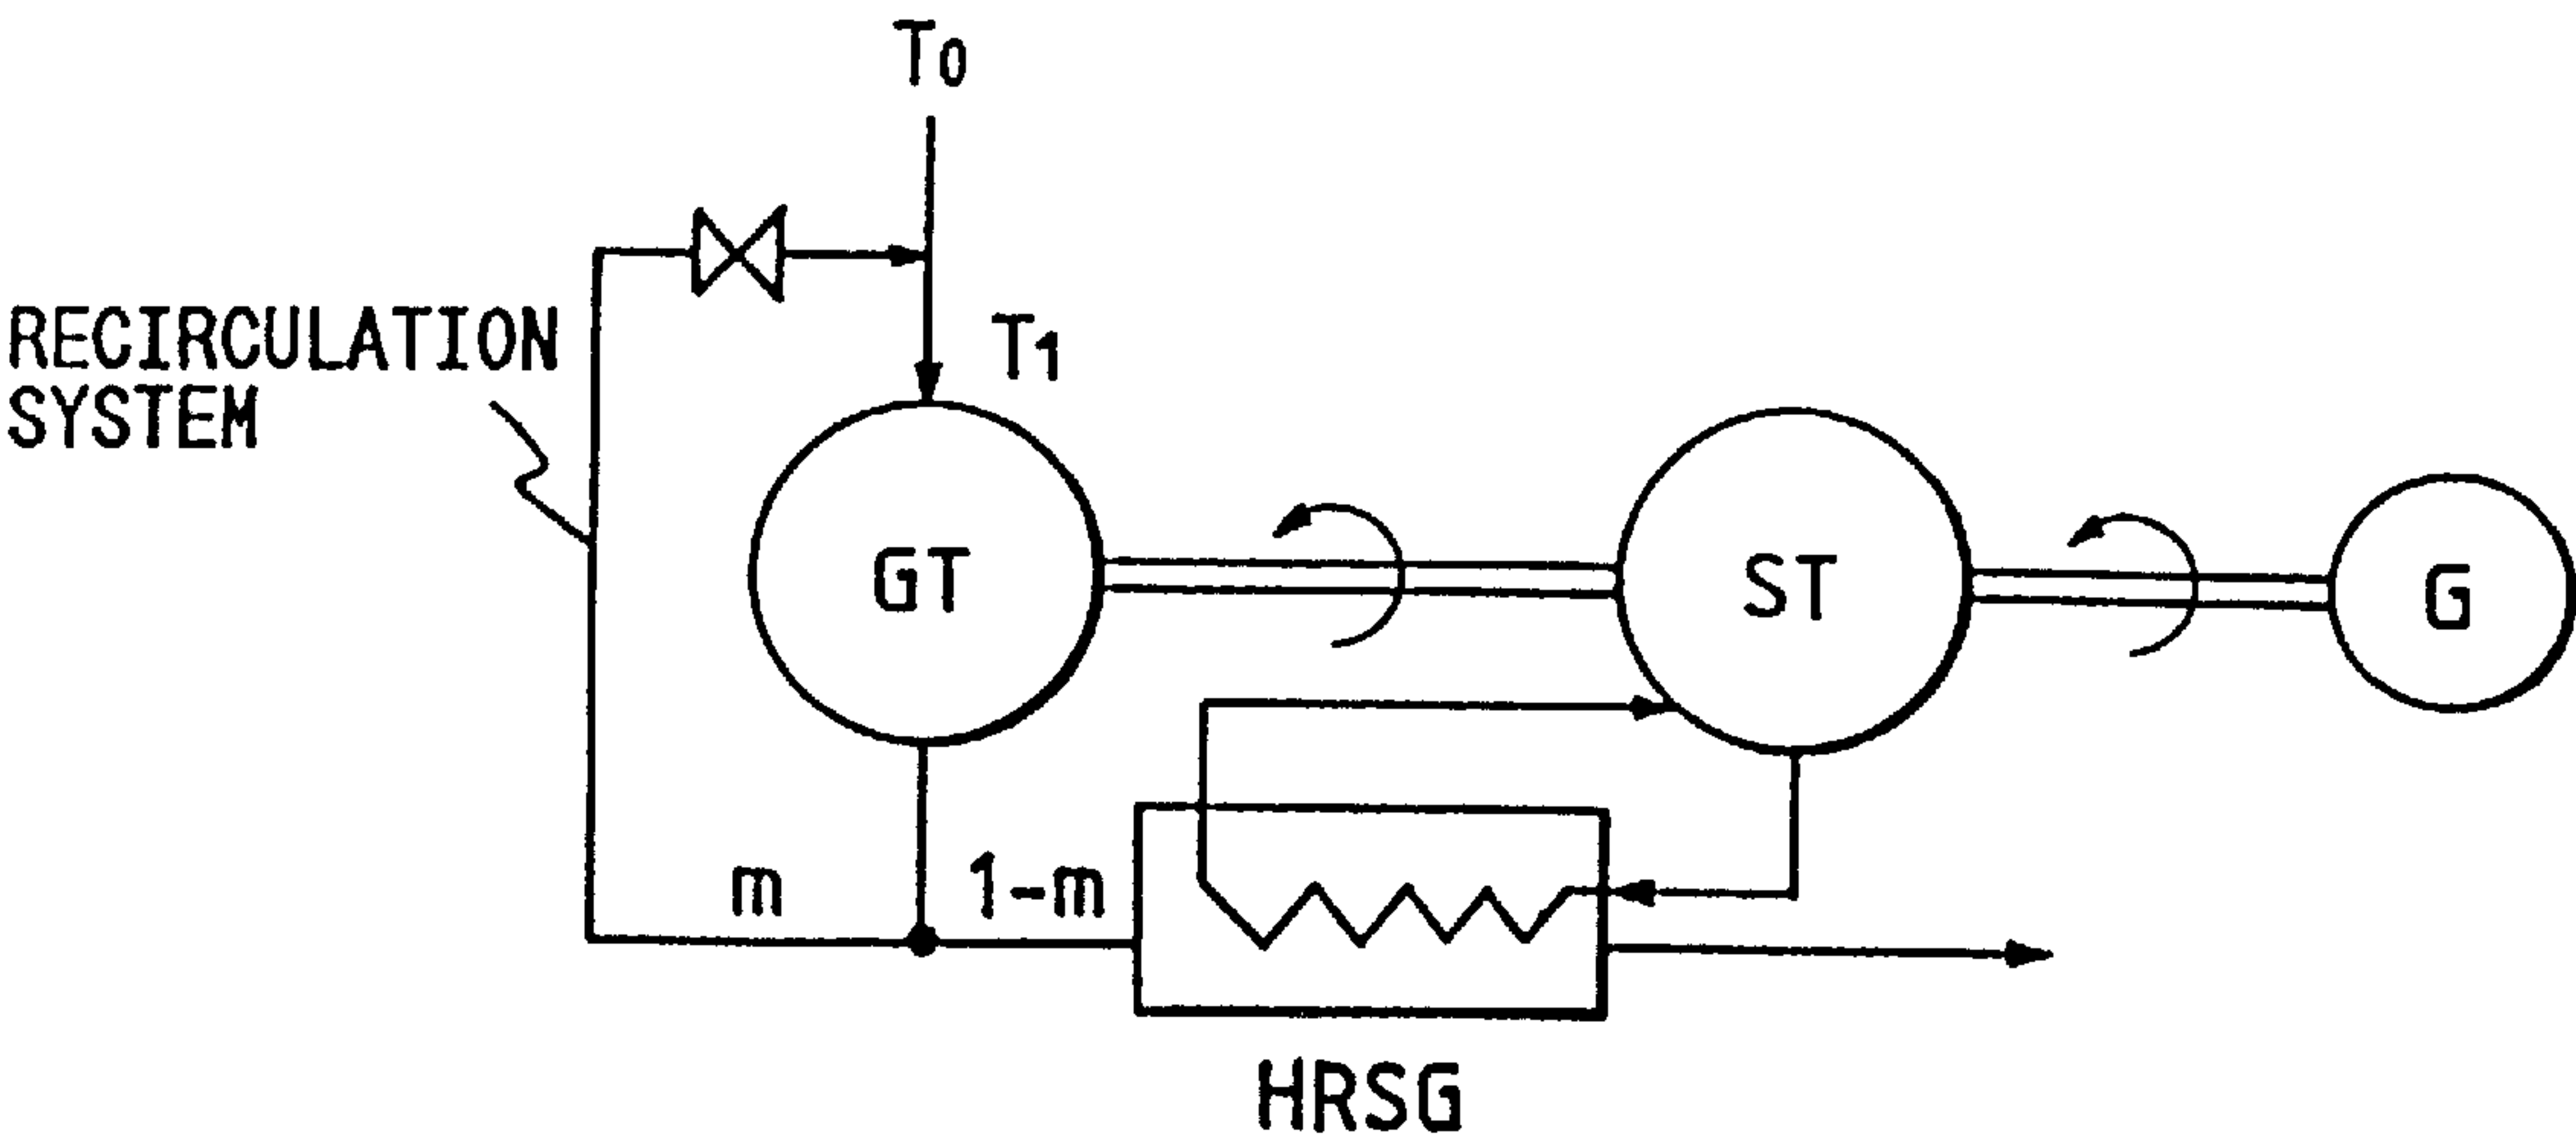 T0
RECIRCULATION
SYSTEM
T1
GT
ST
G
m
1-m
HRSG